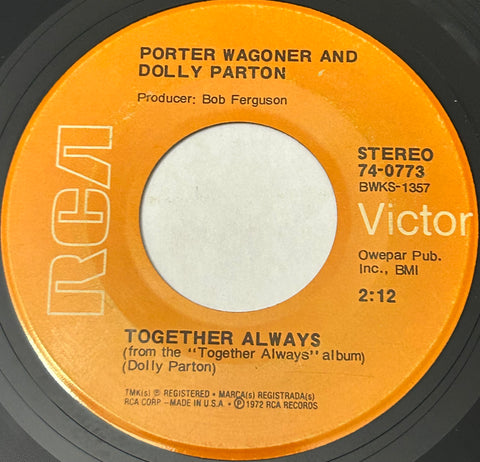 PORTER WAGONER AND
DOLLY PARTON
Producer: Bob Ferguson
RCA
STEREO
74-0773
BWKS-1357
Victor
Owepar Pub.
Inc., BMI
2:12
TOGETHER ALWAYS
(from the "Together Always" album)
(Dolly Parton)
TMK(s) ® REGISTERED • MARCA(s) REGISTRADA(s)
RCA CORP.-MADE IN U.S.A. • ℗ 1972 RCA RECORDS